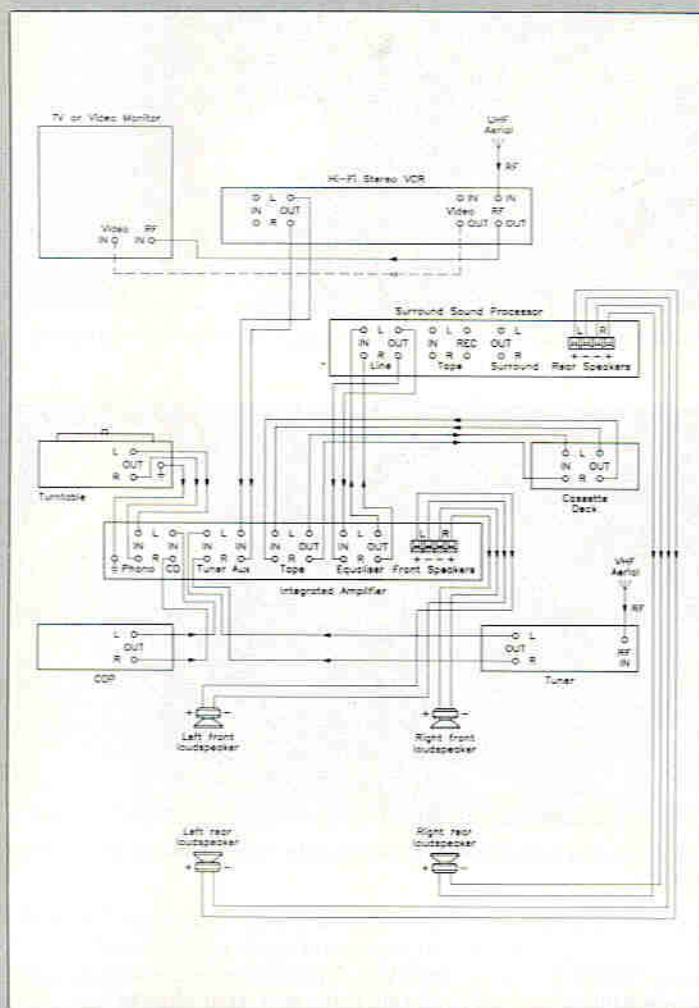 TV or Video Monitor
UHF
Aerial
RF
Hi-Fi Stereo VCR
L IN IN
IN OUT Video RF
R OUT OUT
Video RF
IN IN
Surround Sound Processor
L R
L L L
IN OUT IN REC OUT
R R R
Line Tape Surround Rear Speakers
+ - - +
L
OUT
R
Turntable
L
IN OUT
R
Cassette
Deck
L R
L L L L
IN IN IN IN IN OUT IN OUT
R R R R
Phono CD Tuner Aux Tape Equaliser Front Speakers
+ - - +
Integrated Amplifier
VHF
Aerial
RF
L
R
CDP
L
OUT
R
RF
IN
Tuner
+ -
Left front
loudspeaker
+ -
Right front
loudspeaker
Left rear
loudspeaker
+ -
Right rear
loudspeaker
+ -